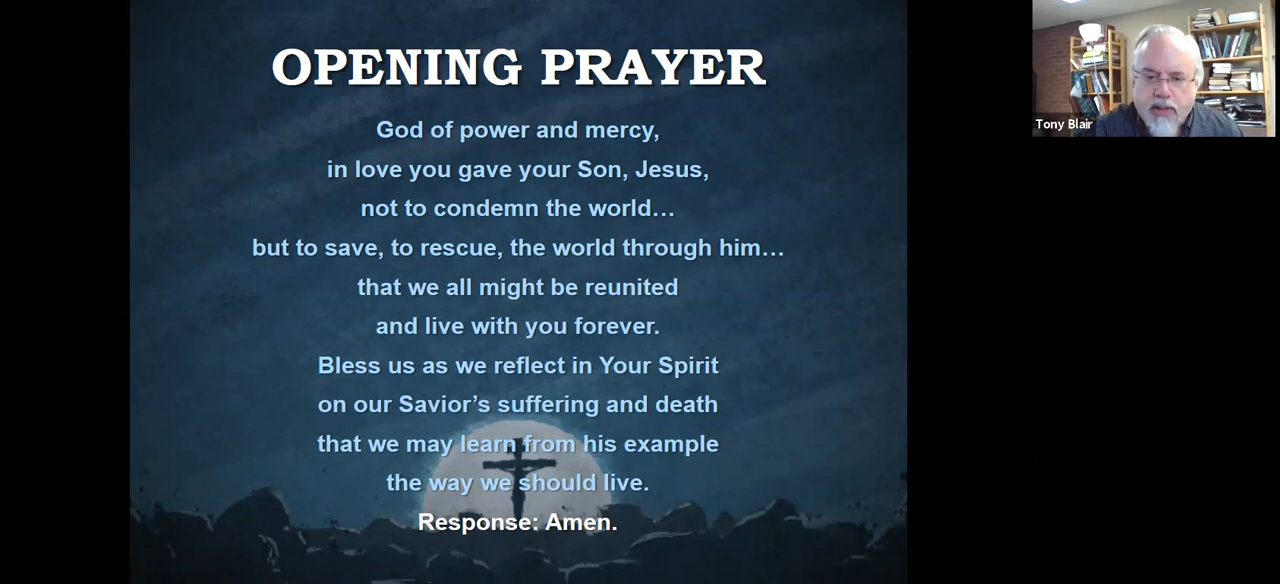 OPENING PRAYER
God of power and mercy,
in love you gave your Son, Jesus,
not to condemn the world…
but to save, to rescue, the world through him…
that we all might be reunited
and live with you forever.
Bless us as we reflect in Your Spirit
on our Savior’s suffering and death
that we may learn from his example
the way we should live.
Response: Amen.
Tony Blair